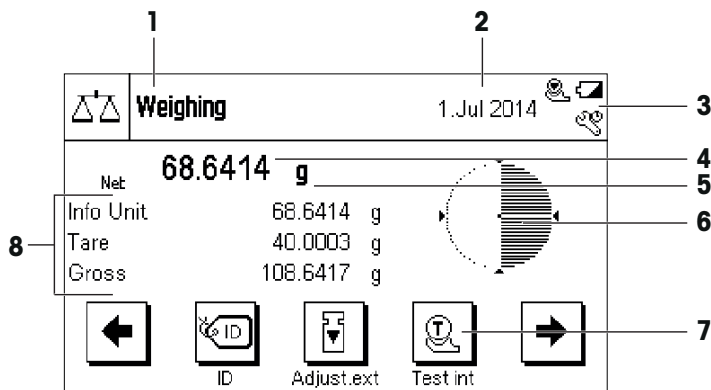 1
2
Weighing
1.Jul 2014
3
4
Net 68.6414 g
5
6
8
Info Unit 68.6414 g
Tare 40.0003 g
Gross 108.6417 g
ID
T
7
ID
Adjust.ext
Test int